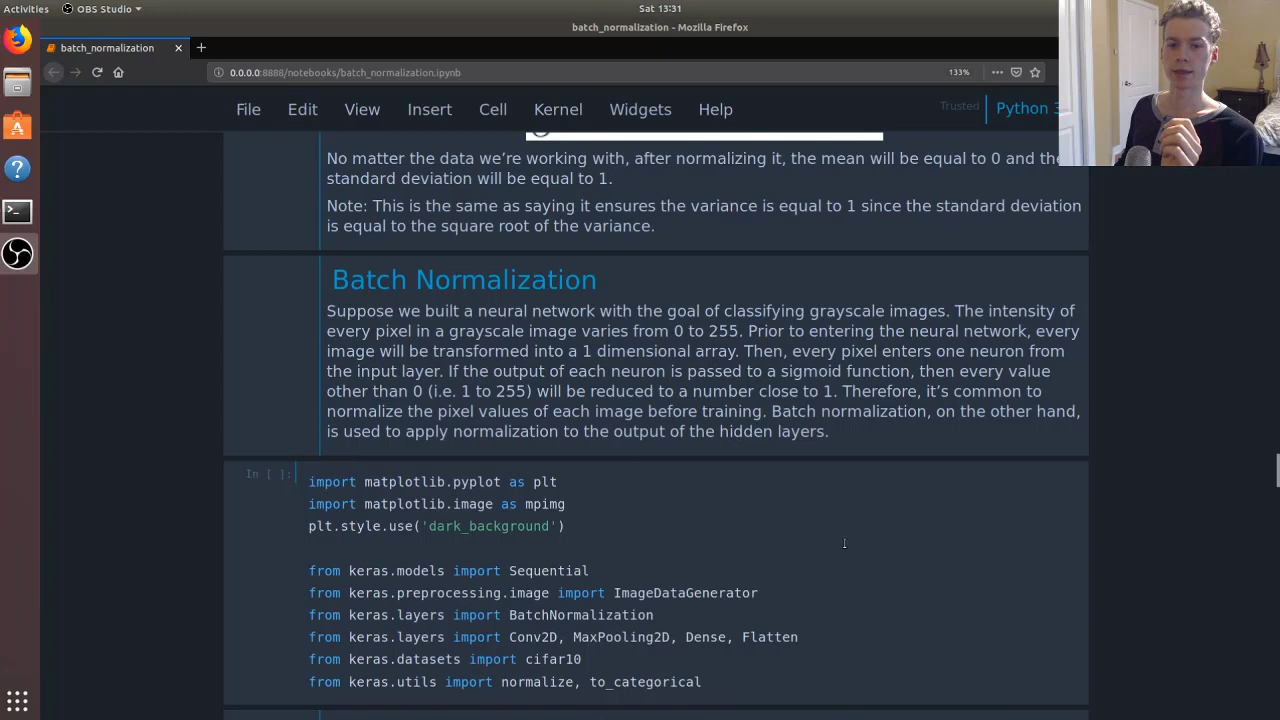 Activities
OBS Studio
Sat 13:31
batch_normalization - Mozilla Firefox
batch_normalization
0.0.0.0:8888/notebooks/batch_normalization.ipynb
133%
File Edit View Insert Cell Kernel Widgets Help
Trusted
Python 3
No matter the data we’re working with, after normalizing it, the mean will be equal to 0 and the
standard deviation will be equal to 1.
Note: This is the same as saying it ensures the variance is equal to 1 since the standard deviation
is equal to the square root of the variance.
Batch Normalization
Suppose we built a neural network with the goal of classifying grayscale images. The intensity of
every pixel in a grayscale image varies from 0 to 255. Prior to entering the neural network, every
image will be transformed into a 1 dimensional array. Then, every pixel enters one neuron from
the input layer. If the output of each neuron is passed to a sigmoid function, then every value
other than 0 (i.e. 1 to 255) will be reduced to a number close to 1. Therefore, it’s common to
normalize the pixel values of each image before training. Batch normalization, on the other hand,
is used to apply normalization to the output of the hidden layers.
In [ ]:
import matplotlib.pyplot as plt
import matplotlib.image as mpimg
plt.style.use('dark_background')
from keras.models import Sequential
from keras.preprocessing.image import ImageDataGenerator
from keras.layers import BatchNormalization
from keras.layers import Conv2D, MaxPooling2D, Dense, Flatten
from keras.datasets import cifar10
from keras.utils import normalize, to_categorical